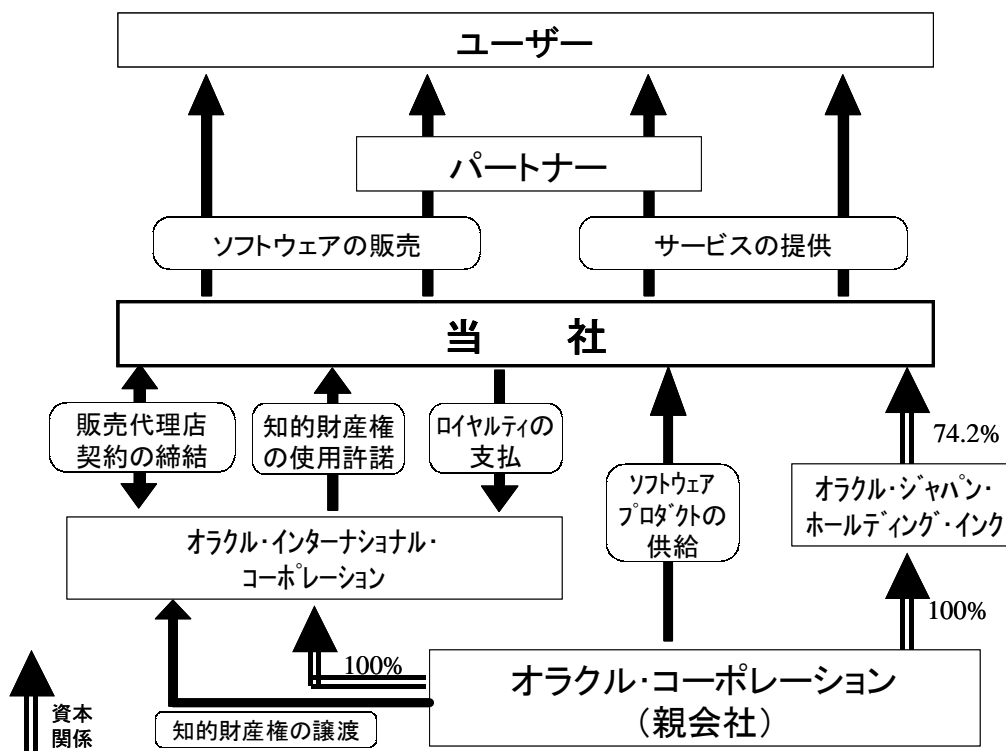 ユーザー
パートナー
ソフトウェアの販売
サービスの提供
当　　社
販売代理店
契約の締結
知的財産権
の使用許諾
ロイヤルティの
支払
74.2%
ソフトウェア
プロダクトの
供給
オラクル・ジャパン・
ホールディング・インク
オラクル・インターナショナル・
コーポレーション
100%
100%
オラクル・コーポレーション
（親会社）
資本
関係
知的財産権の譲渡